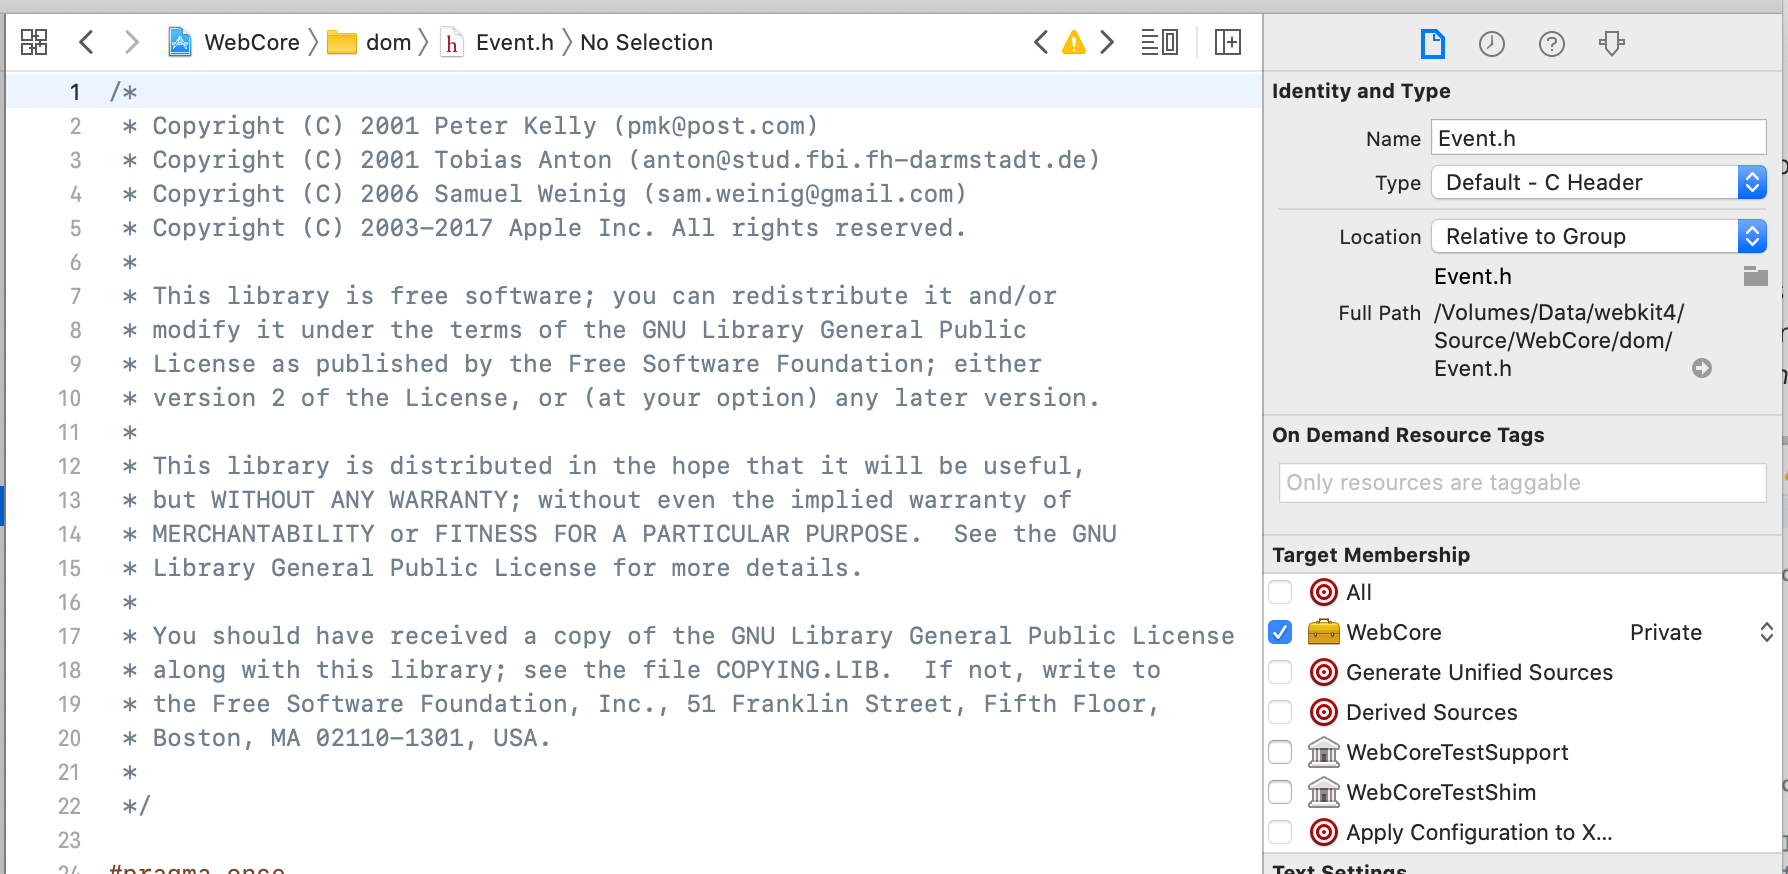 WebCore dom h Event.h No Selection
1 /*
2 * Copyright (C) 2001 Peter Kelly (pmk@post.com)
3 * Copyright (C) 2001 Tobias Anton (anton@stud.fbi.fh-darmstadt.de)
4 * Copyright (C) 2006 Samuel Weinig (sam.weinig@gmail.com)
5 * Copyright (C) 2003-2017 Apple Inc. All rights reserved.
6 *
7 * This library is free software; you can redistribute it and/or
8 * modify it under the terms of the GNU Library General Public
9 * License as published by the Free Software Foundation; either
10 * version 2 of the License, or (at your option) any later version.
11 *
12 * This library is distributed in the hope that it will be useful,
13 * but WITHOUT ANY WARRANTY; without even the implied warranty of
14 * MERCHANTABILITY or FITNESS FOR A PARTICULAR PURPOSE.  See the GNU
15 * Library General Public License for more details.
16 *
17 * You should have received a copy of the GNU Library General Public License
18 * along with this library; see the file COPYING.LIB.  If not, write to
19 * the Free Software Foundation, Inc., 51 Franklin Street, Fifth Floor,
20 * Boston, MA 02110-1301, USA.
21 *
22 */
23
24 #pragma once
Identity and Type
Name Event.h
Type Default - C Header
Location Relative to Group
Event.h
Full Path /Volumes/Data/webkit4/
Source/WebCore/dom/
Event.h
On Demand Resource Tags
Only resources are taggable
Target Membership
All
WebCore Private
Generate Unified Sources
Derived Sources
WebCoreTestSupport
WebCoreTestShim
Apply Configuration to X...
Text Settings